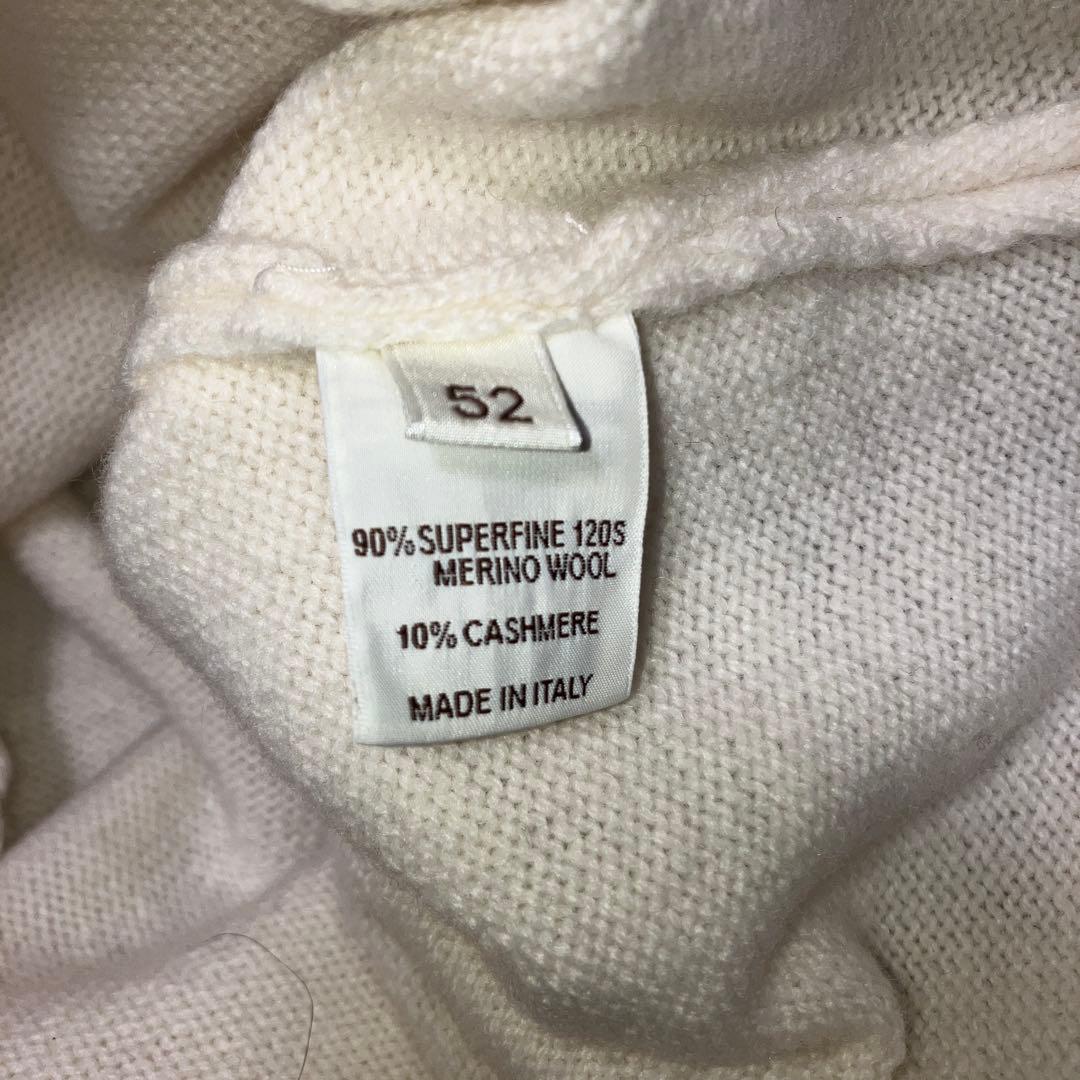 52
90% SUPERFINE 120S
MERINO WOOL
10% CASHMERE
MADE IN ITALY